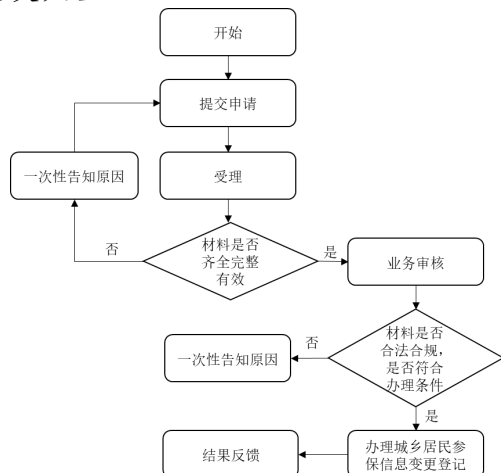 开始
提交申请
一次性告知原因
受理
材料是否
齐全完整
有效
否
是
业务审核
材料是否
合法合规，
是否符合
办理条件
否
一次性告知原因
是
办理城乡居民参
保信息变更登记
结果反馈